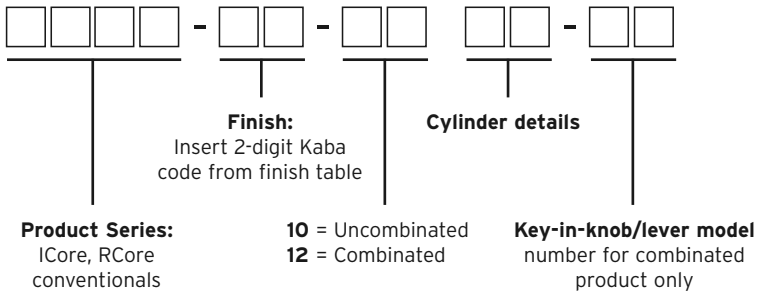 Finish:
Insert 2-digit Kaba
code from finish table
Cylinder details
Product Series:
ICore, RCore
conventionals
10 = Uncombinated
12 = Combinated
Key-in-knob/lever model
number for combinated
product only